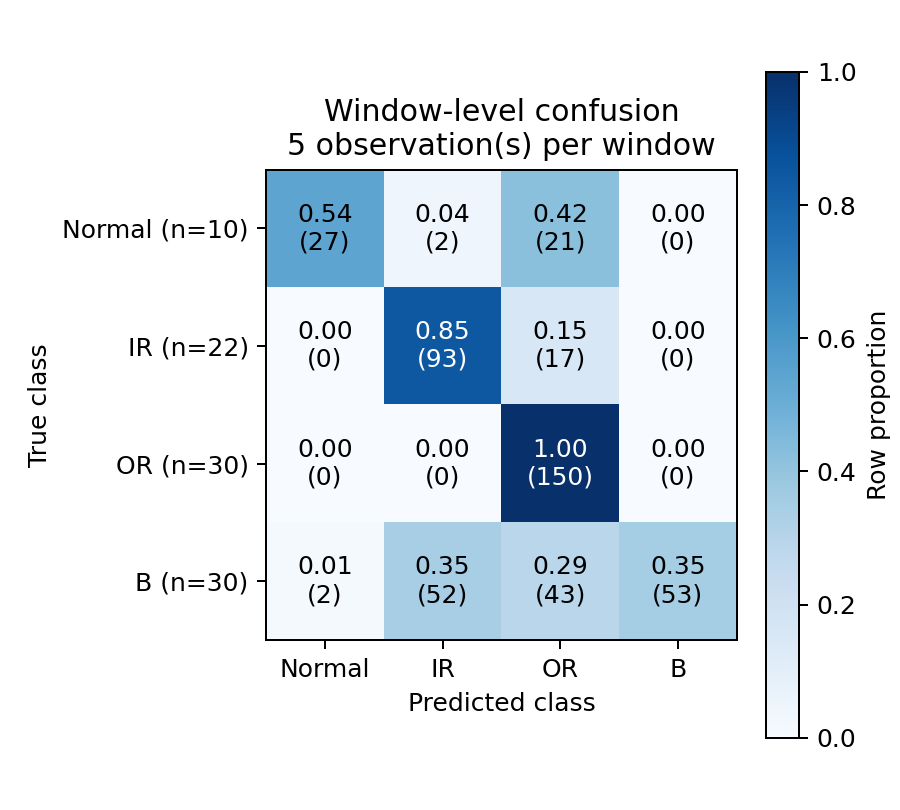 Window-level confusion
5 observation(s) per window
Normal (n=10)
0.54
(27)
0.04
(2)
0.42
(21)
0.00
(0)
IR (n=22)
0.00
(0)
0.85
(93)
0.15
(17)
0.00
(0)
OR (n=30)
0.00
(0)
0.00
(0)
1.00
(150)
0.00
(0)
B (n=30)
0.01
(2)
0.35
(52)
0.29
(43)
0.35
(53)
Normal
IR
OR
B
Predicted class
True class
1.0
0.8
0.6
0.4
0.2
0.0
Row proportion